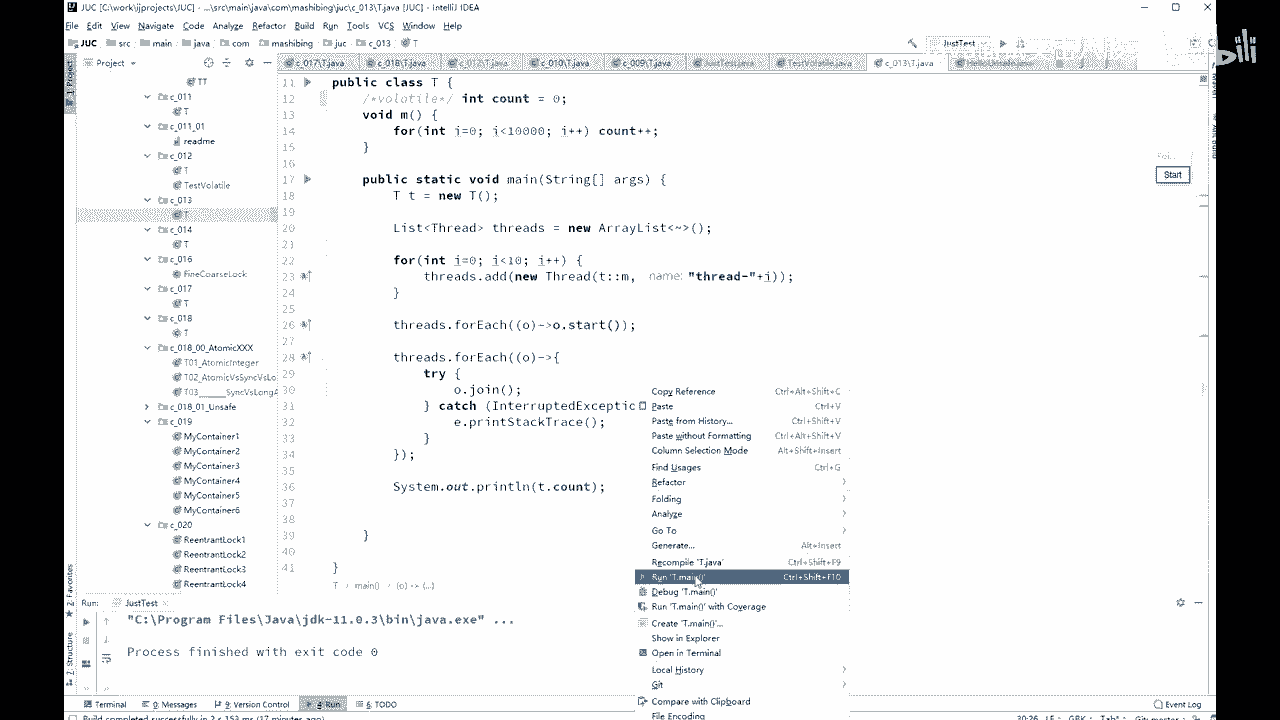 JUC [C:\work\ijprojects\JUC] - ...\src\main\java\com\mashibing\juc\c_013\T.java [JUC] - IntelliJ IDEA
File Edit View Navigate Code Analyze Refactor Build Run Tools VCS Window Help
JUC src main java com mashibing juc c_013 T
JustTest
Project
c_017\T.java c_018\T.java c_010\T.java c_009\T.java c_013\T.java
TT
c_011
T
c_011_01
readme
c_012
T
TestVolatile
c_013
T
c_014
T
c_016
FineCoarseLock
c_017
T
c_018
T
c_018_00_AtomicXXX
T01_AtomicInteger
T02_AtomicVsSyncVsLo
c_018_01_Unsafe
c_019
MyContainer1
MyContainer2
MyContainer3
MyContainer4
MyContainer5
MyContainer6
c_020
ReentrantLock1
ReentrantLock2
ReentrantLock3
ReentrantLock4
11 public class T {
12 /*volatile*/ int count = 0;
13 void m() {
14 for(int i=0; i<10000; i++) count++;
15 }
16
17 public static void main(String[] args) {
18 T t = new T();
19
20 List<Thread> threads = new ArrayList<~>();
21
22 for(int i=0; i<10; i++) {
23 threads.add(new Thread(t::m, name: "thread-"+i));
24 }
25
26 threads.forEach((o)->o.start());
27
28 threads.forEach((o)->{
29 try {
30 o.join();
31 } catch (InterruptedExceptic
32 e.printStackTrace();
33 }
34 });
35
36 System.out.println(t.count);
37
38
39 }
40
41 }
T main() (o) -> {...}
Start
Copy Reference Ctrl+Alt+Shift+C
Paste Ctrl+V
Paste from History... Ctrl+Shift+V
Paste without Formatting Ctrl+Alt+Shift+V
Column Selection Mode Alt+Shift+Insert
Find Usages Ctrl+G
Refactor
Folding
Analyze
Go To
Generate... Alt+Insert
Recompile 'T.java' Ctrl+Shift+F9
Run 'T.main()' Ctrl+Shift+F10
Debug 'T.main()'
Run 'T.main()' with Coverage
Create 'T.main()'...
Show in Explorer
Open in Terminal
Local History
Git
Compare with Clipboard
File Encoding
1: Project
2: Favorites
7: Structure
Run: JustTest
"C:\Program Files\Java\jdk-11.0.3\bin\java.exe" ...
Process finished with exit code 0
Terminal 0: Messages 9: Version Control 4: Run 6: TODO Event Log
Build completed successfully in 2 s 353 ms (17 minutes ago)
30:26